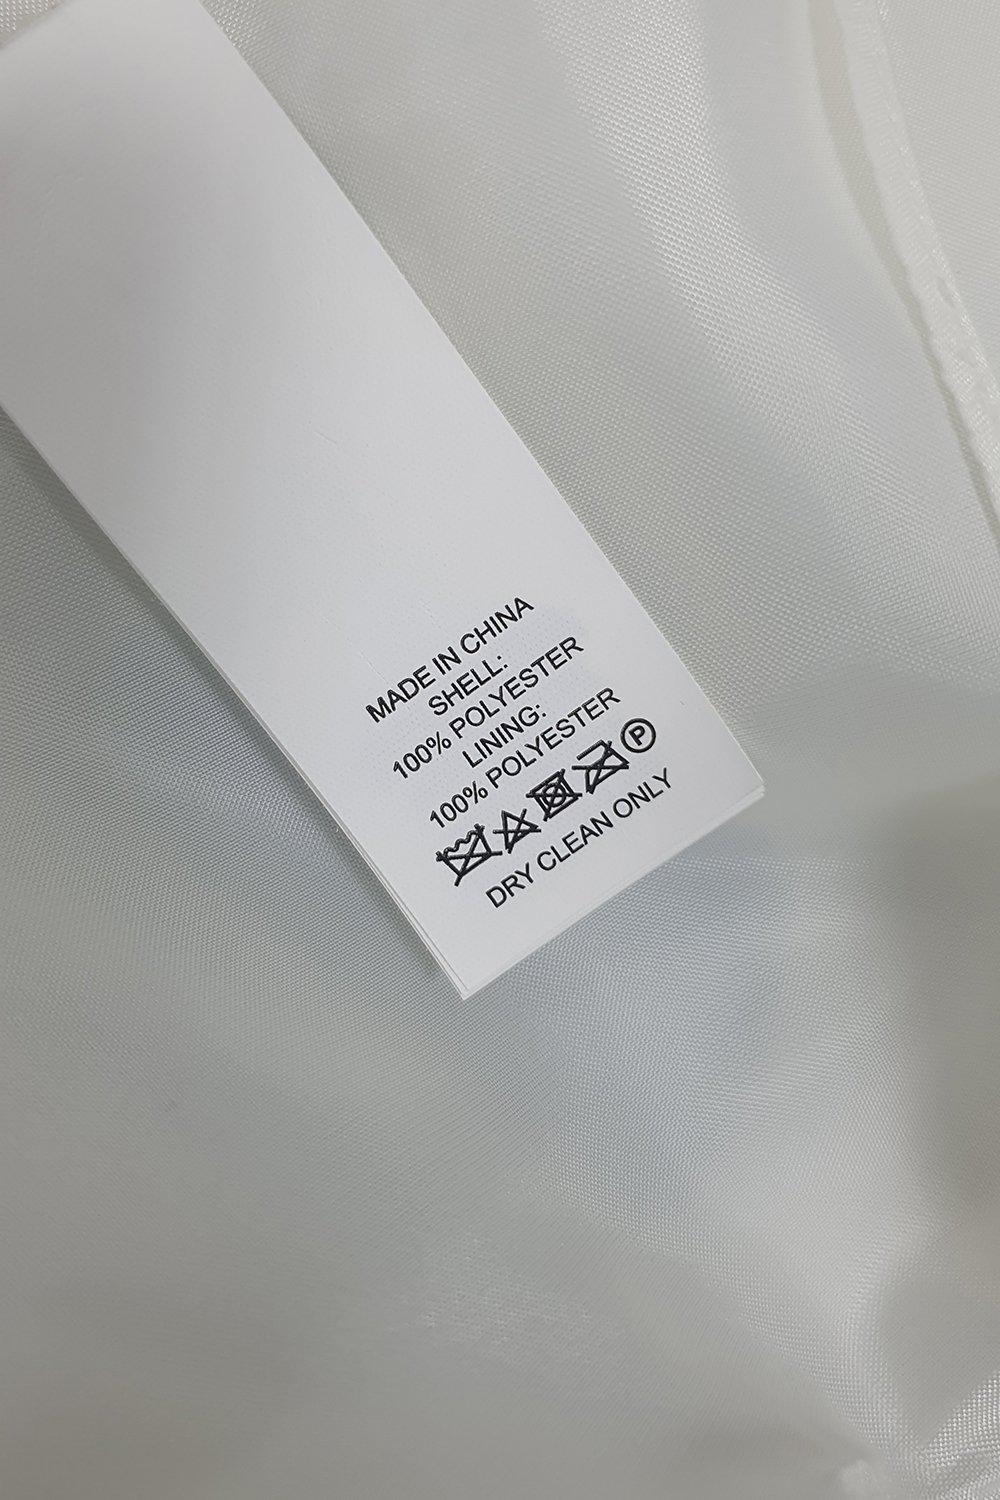 MADE IN CHINA
SHELL:
100% POLYESTER
LINING:
100% POLYESTER
P
DRY CLEAN ONLY